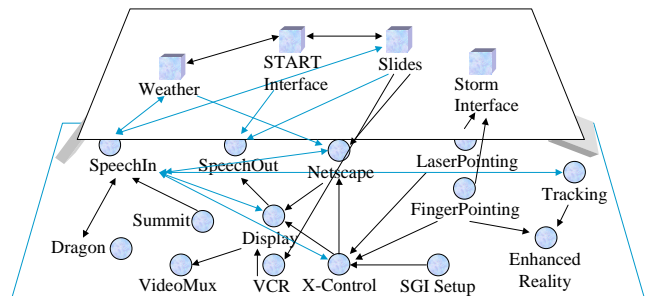 START
Slides
Weather
Interface
Storm
Interface
SpeechIn
SpeechOut
Netscape
LaserPointing
Tracking
FingerPointing
Summit
Display
Dragon
Enhanced
Reality
VideoMux
VCR
X-Control
SGI Setup